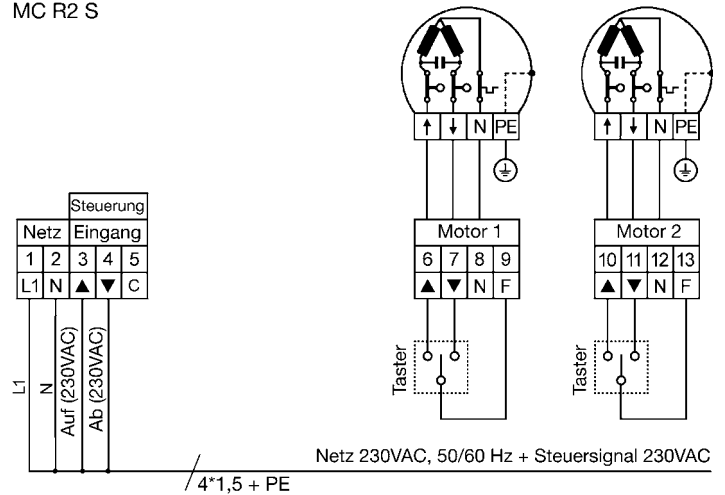 MC R2 S
↑ ↓ N PE
↑ ↓ N PE
Steuerung
Netz Eingang
1 2 3 4 5
L1 N ▲ ▼ C
Motor 1
6 7 8 9
▲ ▼ N F
Motor 2
10 11 12 13
▲ ▼ N F
L1
N
Auf (230VAC)
Ab (230VAC)
Taster
Taster
Netz 230VAC, 50/60 Hz + Steuersignal 230VAC
4*1,5 + PE